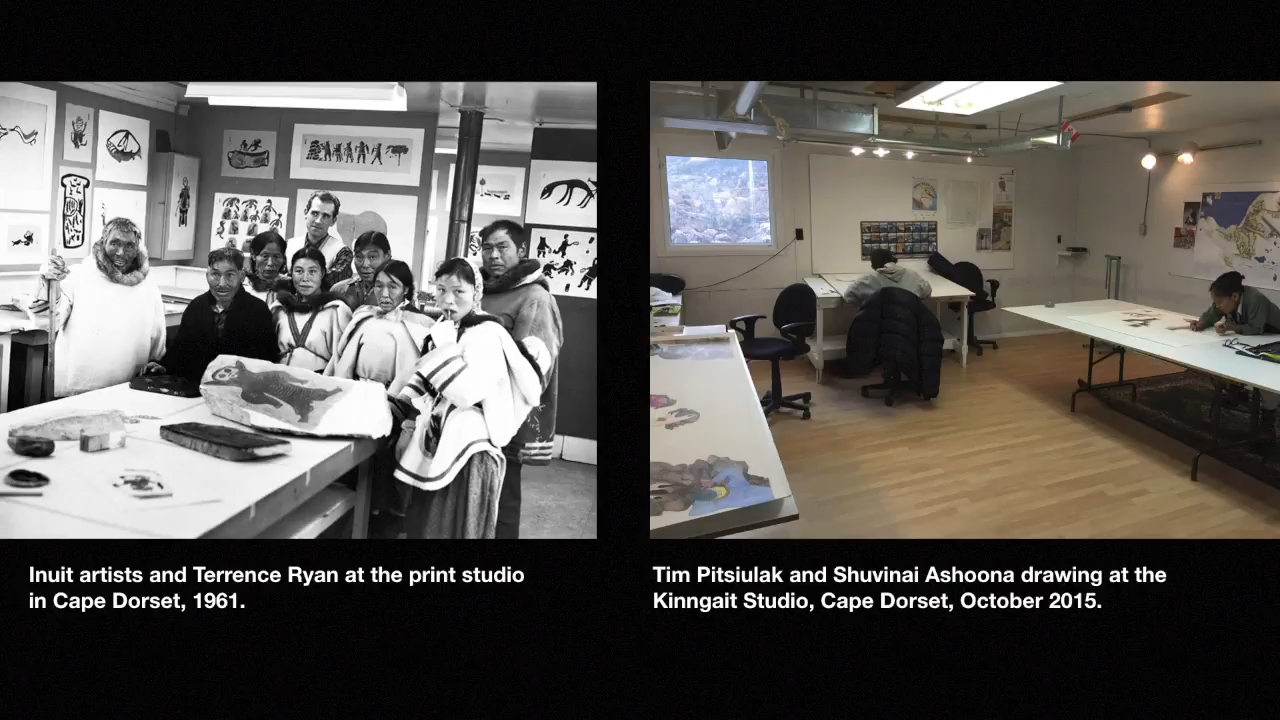 Inuit artists and Terrence Ryan at the print studio
in Cape Dorset, 1961.
Tim Pitsiulak and Shuvinai Ashoona drawing at the
Kinngait Studio, Cape Dorset, October 2015.